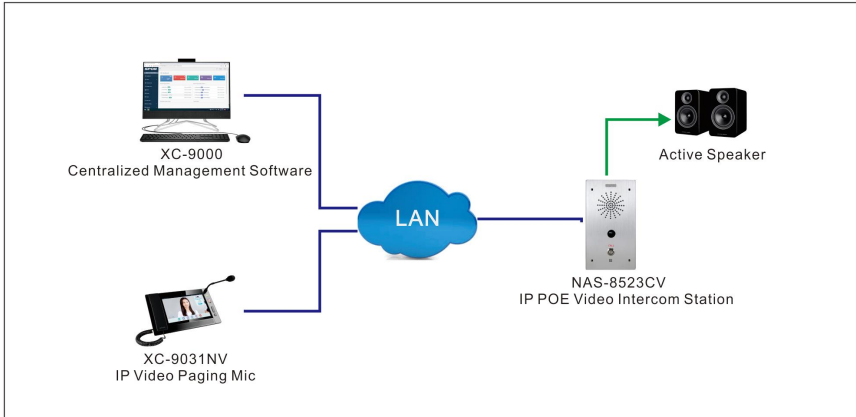 XC-9000
Centralized Management Software
LAN
Active Speaker
NAS-8523CV
IP POE Video Intercom Station
XC-9031NV
IP Video Paging Mic